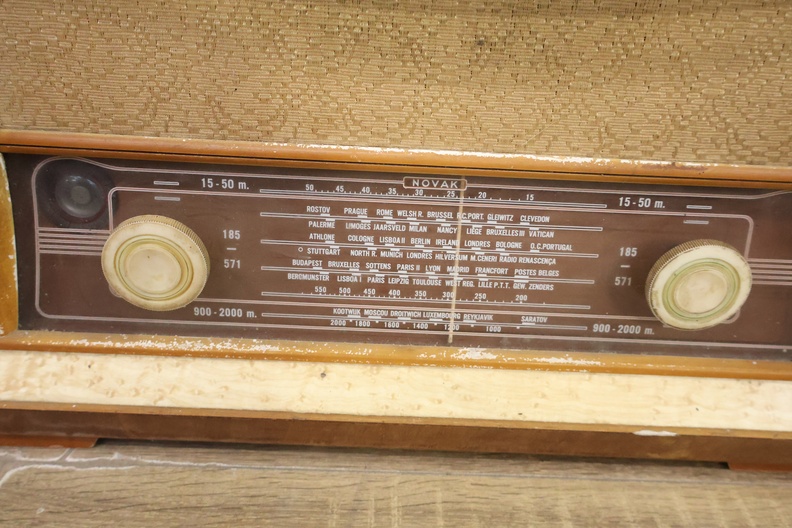 NOVAK
15-50 m. 50 45 40 35 30 25 20 15 15-50 m.
ROSTOV PRAGUE ROME WELSH R. BRUSSEL P.C.PORT. GLEIWITZ CLEVEDON
PALERME LIMOGES JAARSVELD MILAN NANCY LIÈGE BRUXELLES III VATICAN
185 ATHLONE COLOGNE LISBOA II BERLIN IRELAND LONDRES BOLOGNE D.C.PORTUGAL 185
STUTTGART NORTH R. MUNICH LONDRES HILVERSUM M.CENERI RADIO RENASCENÇA
571 BUDAPEST BRUXELLES SOTTENS PARIS II LYON MADRID FRANCFORT POSTES BELGES 571
BEROMUNSTER LISBOA I PARIS LEIPZIG TOULOUSE WEST REG. LILLE P.T.T. GEW. ZENDERS
550 500 450 400 350 300 250 200
900-2000 m. KOOTWIJK MOSCOU DROITWICH LUXEMBOURG REYKJAVIK SARATOV 900-2000 m.
2000 1800 1600 1400 1200 1000